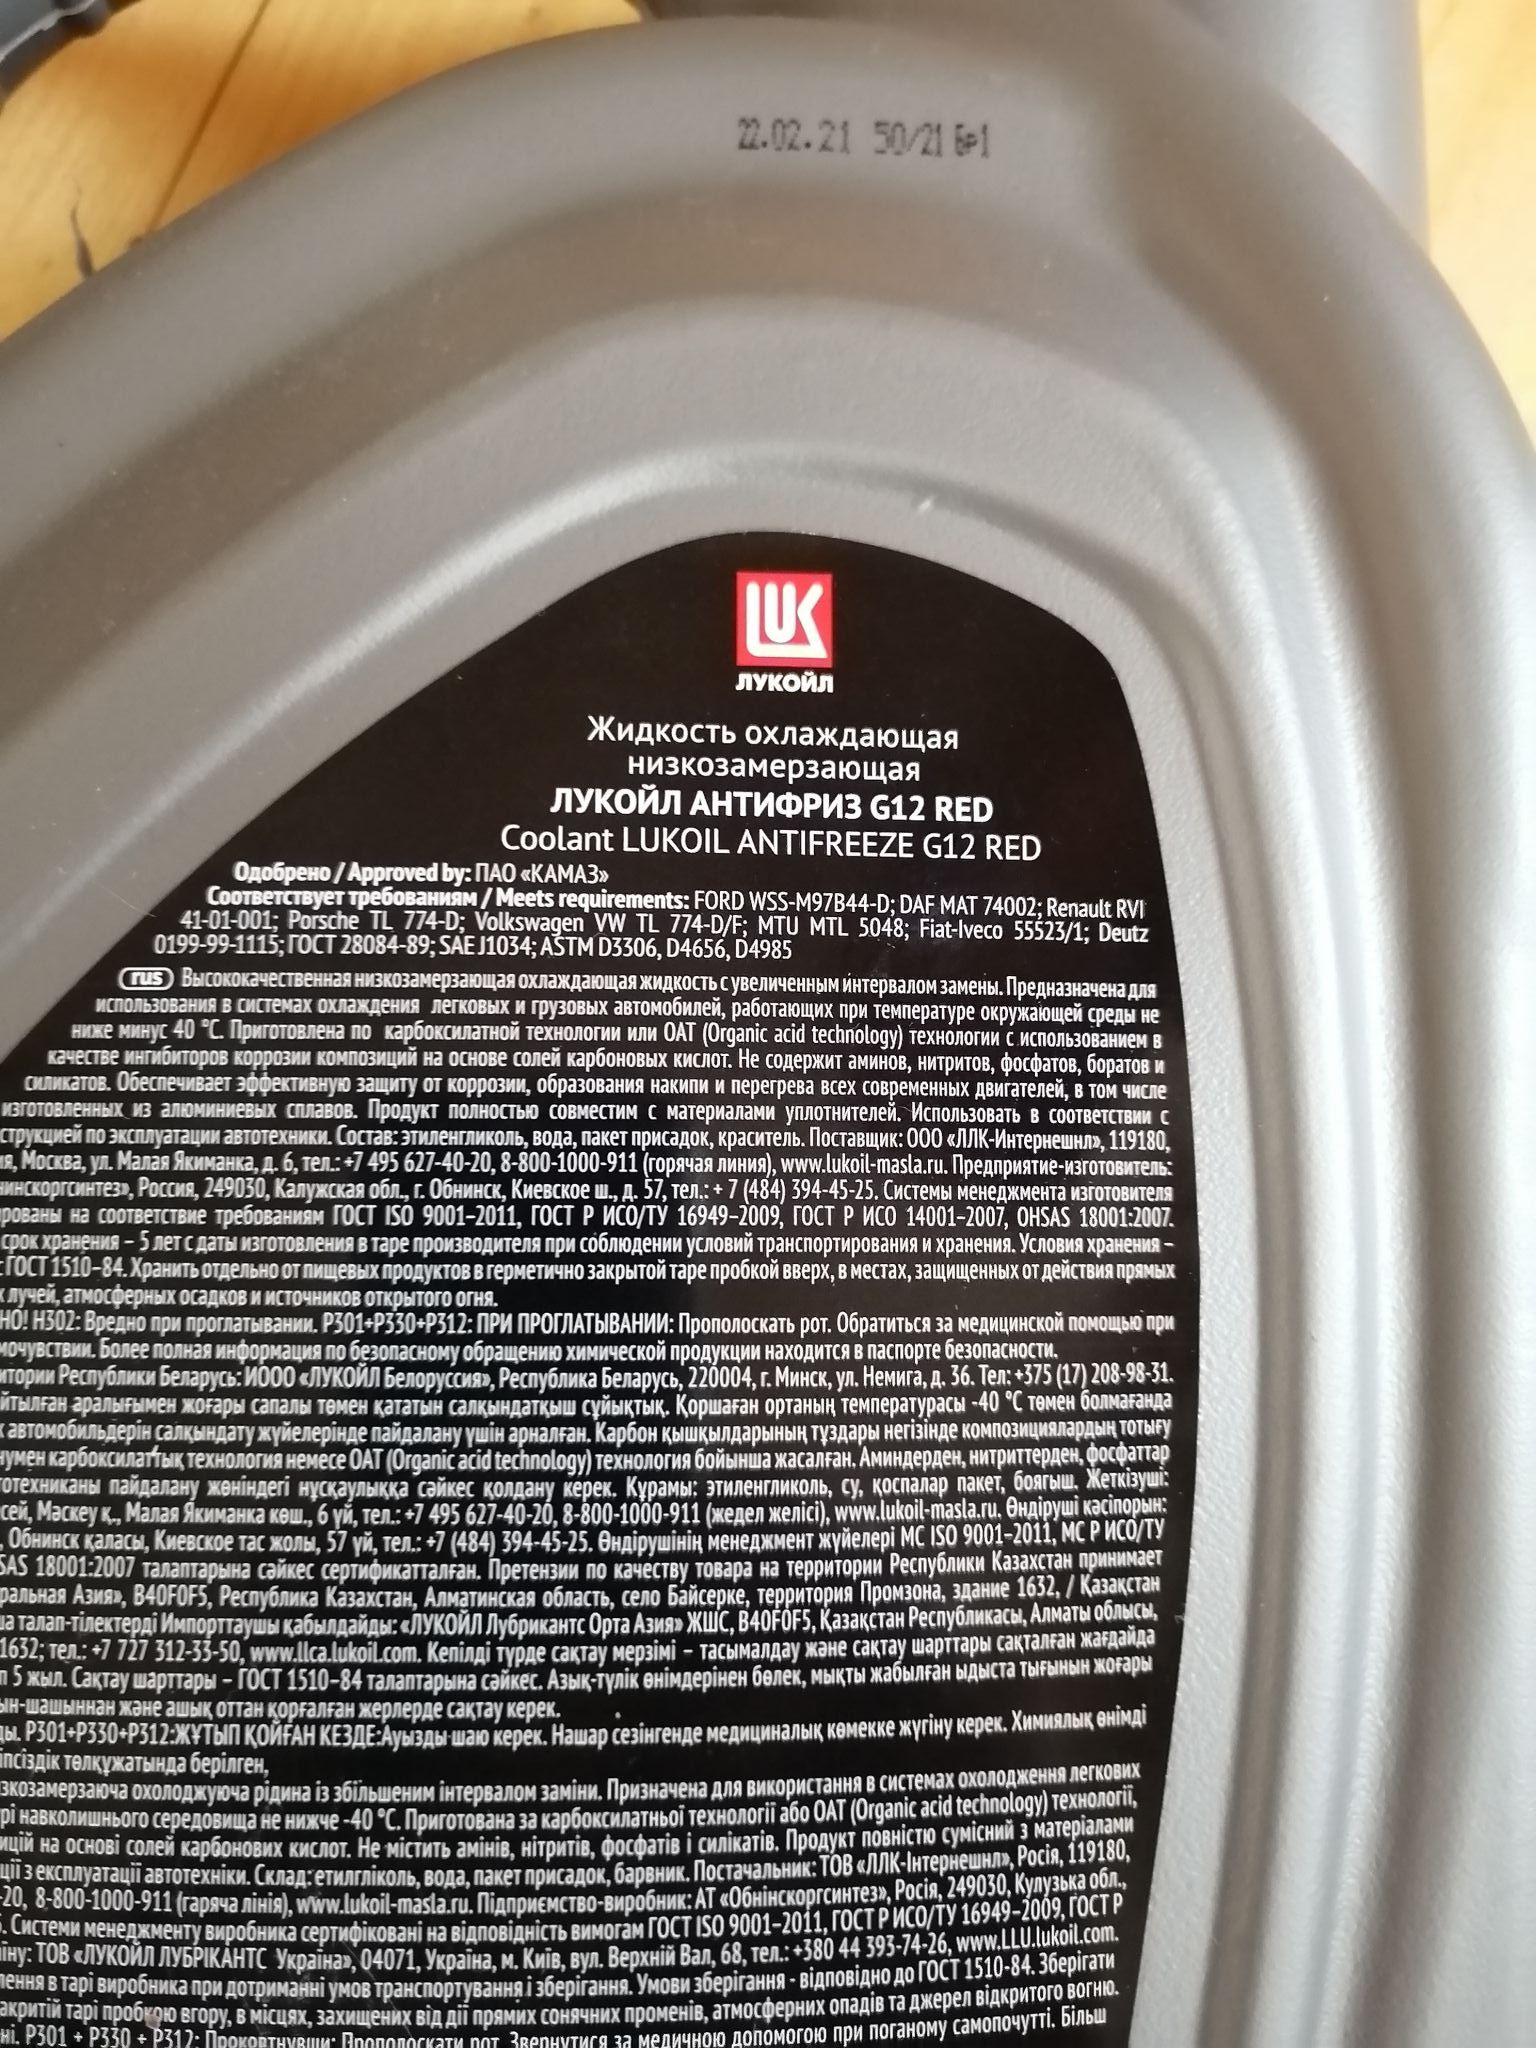 22.02.21 50/21 Бр1
LUK
ЛУКОЙЛ
Жидкость охлаждающая
низкозамерзающая
ЛУКОЙЛ АНТИФРИЗ G12 RED
Coolant LUKOIL ANTIFREEZE G12 RED
Одобрено / Approved by: ПАО «КАМАЗ»
Соответствует требованиям / Meets requirements: FORD WSS-M97B44-D; DAF MAT 74002; Renault RVI
41-01-001; Porsche TL 774-D; Volkswagen VW TL 774-D/F; MTU MTL 5048; Fiat-Iveco 55523/1; Deutz
0199-99-1115; ГОСТ 28084-89; SAE J1034; ASTM D3306, D4656, D4985
rus Высококачественная низкозамерзающая охлаждающая жидкость с увеличенным интервалом замены. Предназначена для
использования в системах охлаждения легковых и грузовых автомобилей, работающих при температуре окружающей среды не
ниже минус 40 °С. Приготовлена по карбоксилатной технологии или OAT (Organic acid technology) технологии с использованием в
качестве ингибиторов коррозии композиций на основе солей карбоновых кислот. Не содержит аминов, нитритов, фосфатов, боратов и
силикатов. Обеспечивает эффективную защиту от коррозии, образования накипи и перегрева всех современных двигателей, в том числе
изготовленных из алюминиевых сплавов. Продукт полностью совместим с материалами уплотнителей. Использовать в соответствии с
струкцией по эксплуатации автотехники. Состав: этиленгликоль, вода, пакет присадок, краситель. Поставщик: ООО «ЛЛК-Интернешнл», 119180,
ия, Москва, ул. Малая Якиманка, д. 6, тел.: +7 495 627-40-20, 8-800-1000-911 (горячая линия), www.lukoil-masla.ru. Предприятие-изготовитель:
нинскоргсинтез», Россия, 249030, Калужская обл., г. Обнинск, Киевское ш., д. 57, тел.: + 7 (484) 394-45-25. Системы менеджмента изготовителя
ированы на соответствие требованиям ГОСТ ISO 9001–2011, ГОСТ Р ИСО/ТУ 16949–2009, ГОСТ Р ИСО 14001–2007, OHSAS 18001:2007.
срок хранения – 5 лет с даты изготовления в таре производителя при соблюдении условий транспортирования и хранения. Условия хранения –
ГОСТ 1510–84. Хранить отдельно от пищевых продуктов в герметично закрытой таре пробкой вверх, в местах, защищенных от действия прямых
х лучей, атмосферных осадков и источников открытого огня.
НО! H302: Вредно при проглатывании. P301+P330+P312: ПРИ ПРОГЛАТЫВАНИИ: Прополоскать рот. Обратиться за медицинской помощью при
мочувствии. Более полная информация по безопасному обращению химической продукции находится в паспорте безопасности.
итории Республики Беларусь: ИООО «ЛУКОЙЛ Белоруссия», Республика Беларусь, 220004, г. Минск, ул. Немига, д. 36. Тел: +375 (17) 208-98-31.
йтылған аралығымен жоғары сапалы төмен қататын салқындатқыш сұйықтық. Қоршаған ортаның температурасы -40 °С төмен болмағанда
к автомобильдерін салқындату жүйелерінде пайдалану үшін арналған. Карбон қышқылдарының тұздары негізінде композициялардың тотығу
нумен карбоксилаттық технология немесе OAT (Organic acid technology) технология бойынша жасалған. Аминдерден, нитриттерден, фосфаттар
тотехниканы пайдалану жөніндегі нұсқаулыққа сәйкес қолдану керек. Құрамы: этиленгликоль, су, қоспалар пакет, боягыш. Жеткізуші:
сей, Мәскеу қ., Малая Якиманка көш., 6 үй, тел.: +7 495 627-40-20, 8-800-1000-911 (жедел желісі), www.lukoil-masla.ru. Өндіруші кәсіпорын:
, Обнинск қаласы, Киевское тас жолы, 57 үй, тел.: +7 (484) 394-45-25. Өндірушінің менеджмент жүйелері МС ISO 9001–2011, МС Р ИСО/ТУ
SAS 18001:2007 талаптарына сәйкес сертификатталған. Претензии по качеству товара на территории Республики Казахстан принимает
ральная Азия», B40F0F5, Республика Казахстан, Алматинская область, село Байсерке, территория Промзона, здание 1632. / Қазақстан
ша талап-тілектерді Импорттаушы қабылдайды: «ЛУКОЙЛ Лубрикантс Орта Азия» ЖШС, B40F0F5, Қазақстан Республикасы, Алматы облысы,
1632; тел.: +7 727 312-33-50, www.llca.lukoil.com. Кепілді түрде сақтау мерзімі – тасымалдау және сақтау шарттары сақталған жағдайда
п 5 жыл. Сақтау шарттары – ГОСТ 1510–84 талаптарына сәйкес. Азық-түлік өнімдерінен бөлек, мықты жабылған ыдыста тығынын жоғары
ын-шашыннан және ашық оттан қорғалған жерлерде сақтау керек.
ды. P301+P330+P312:ЖҰТЫП ҚОЙҒАН КЕЗДЕ:Ауызды шаю керек. Нашар сезінгенде медициналық көмекке жүгіну керек. Химиялық өнімді
іпсіздік төлқұжатында берілген,
изкозамерзаюча охолоджуюча рідина із збільшеним інтервалом заміни. Призначена для використання в системах охолодження легкових
рі навколишнього середовища не нижче -40 °С. Приготована за карбоксилатньої технології або OAT (Organic acid technology) технології,
ицій на основі солей карбонових кислот. Не містить амінів, нітритів, фосфатів і силікатів. Продукт повністю сумісний з матеріалами
ції з експлуатації автотехніки. Склад: етилгліколь, вода, пакет присадок, барвник. Постачальник: ТОВ «ЛЛК-Інтернешнл», Росія, 119180,
-20, 8-800-1000-911 (гаряча лінія), www.lukoil-masla.ru. Підприємство-виробник: АТ «Обнінскоргсинтез», Росія, 249030, Кулузька обл.,
5. Системи менеджменту виробника сертифіковані на відповідність вимогам ГОСТ ISO 9001–2011, ГОСТ Р ИСО/ТУ 16949–2009, ГОСТ Р
їну: ТОВ «ЛУКОЙЛ ЛУБРІКАНТС Україна», 04071, Україна, м. Київ, вул. Верхній Вал, 68, тел.: +380 44 393-74-26, www.LLU.lukoil.com.
лення в тарі виробника при дотриманні умов транспортування і зберігання. Умови зберігання - відповідно до ГОСТ 1510-84. Зберігати
акритій тарі пробкою вгору, в місцях, захищених від дії прямих сонячних променів, атмосферних опадів та джерел відкритого вогню.
ні. P301 + P330 + P312: Проковтнувши: Прополоскати рот. Звернутися за медичною допомогою при поганому самопочутті. Більш